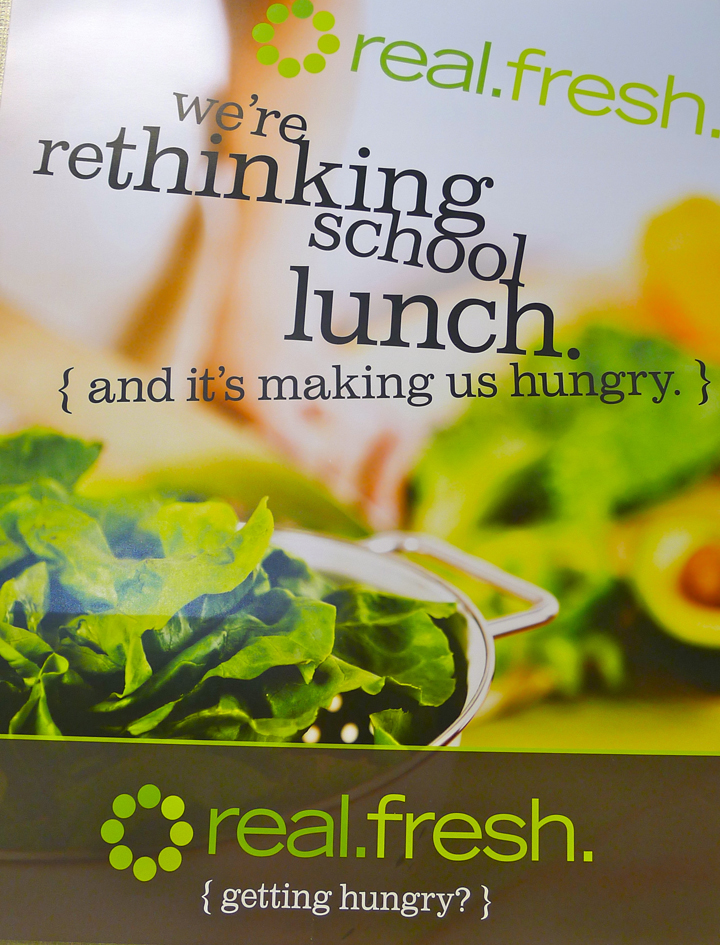 real.fresh.
we're
rethinking
school
lunch.
{ and it's making us hungry. }
real.fresh.
{ getting hungry? }